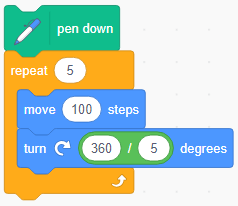 pen down
repeat 5
move 100 steps
turn 360 / 5 degrees